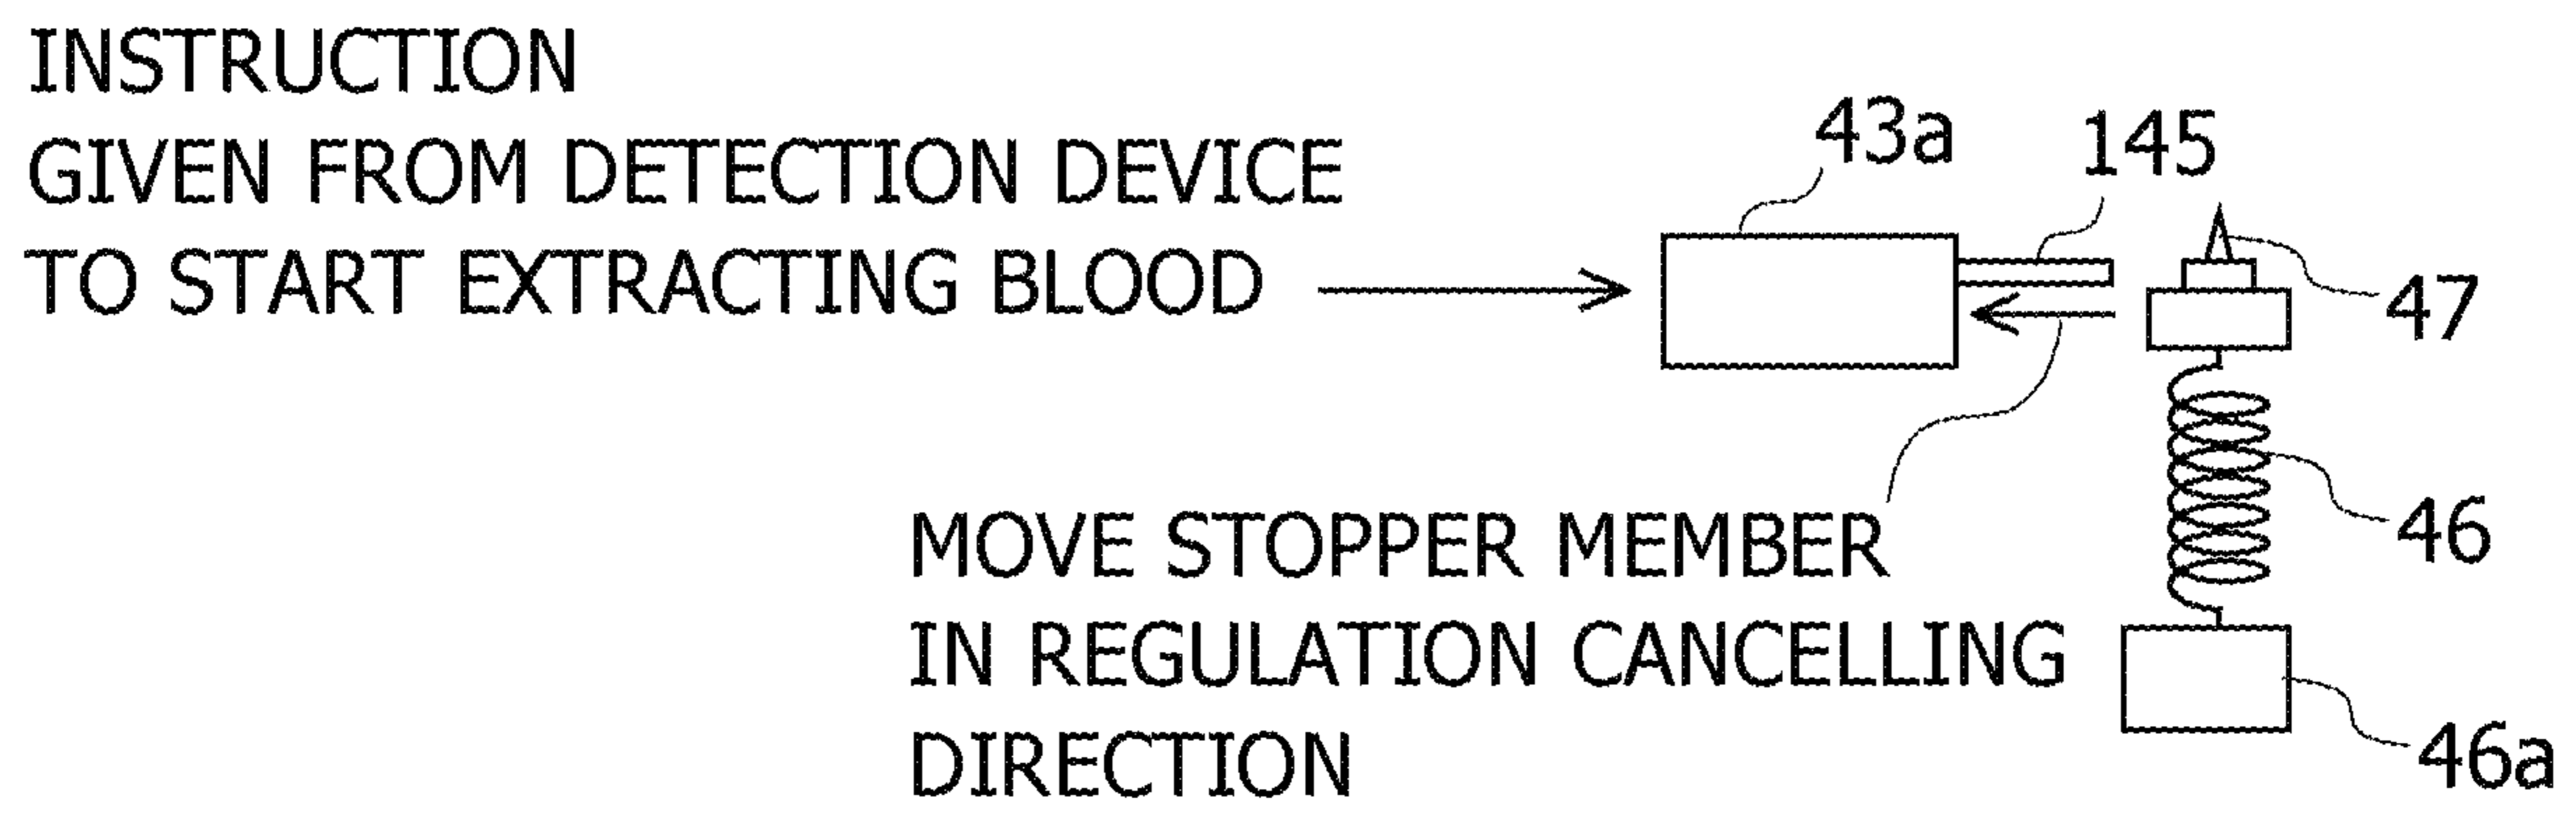 INSTRUCTION
GIVEN FROM DETECTION DEVICE
TO START EXTRACTING BLOOD
43a
145
47
46
MOVE STOPPER MEMBER
IN REGULATION CANCELLING
DIRECTION
46a